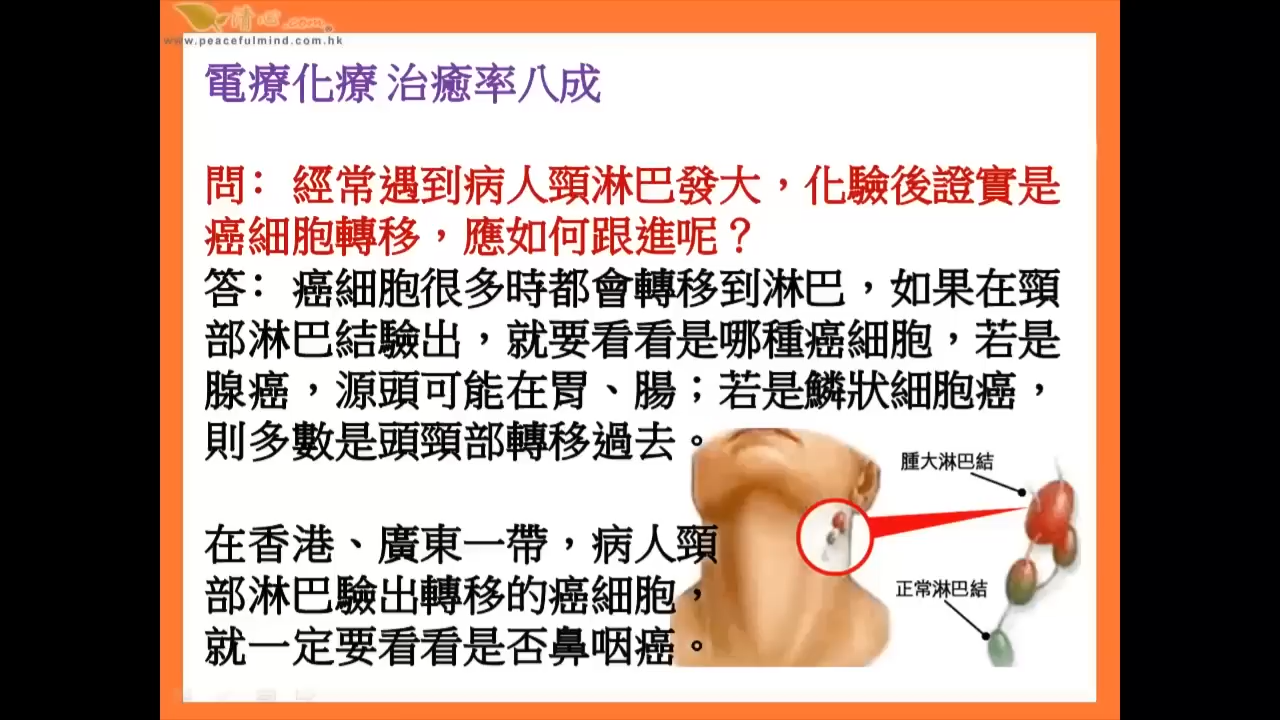 清心.com
www.peacefulmind.com.hk
電療化療 治癒率八成
問：經常遇到病人頸淋巴發大，化驗後證實是
癌細胞轉移，應如何跟進呢？
答：癌細胞很多時都會轉移到淋巴，如果在頸
部淋巴結驗出，就要看看是哪種癌細胞，若是
腺癌，源頭可能在胃、腸；若是鱗狀細胞癌，
則多數是頭頸部轉移過去。
腫大淋巴結
在香港、廣東一帶，病人頸
部淋巴驗出轉移的癌細胞，
就一定要看看是否鼻咽癌。
正常淋巴結